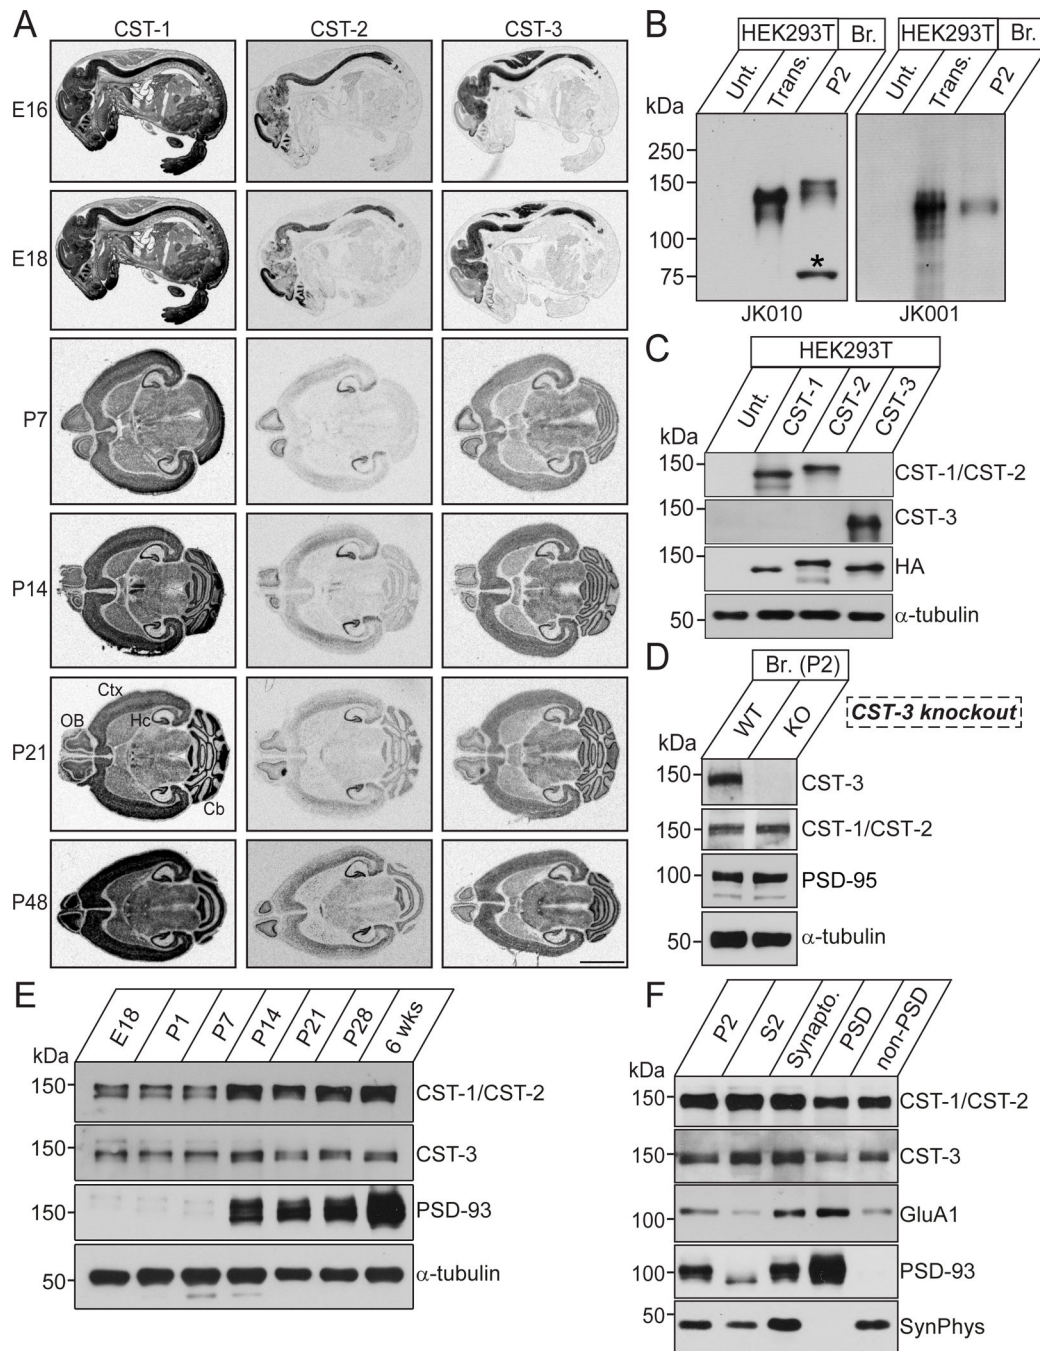 A
CST-1 CST-2 CST-3
E16
E18
P7
P14
P21
Ctx
OB
Hc
Cb
P48
B
HEK293T Br. HEK293T Br.
Unt. Trans. P2 Unt. Trans. P2
kDa
250
150
100
75
*
JK010 JK001
C
HEK293T
Unt. CST-1 CST-2 CST-3
kDa
150 CST-1/CST-2
150 CST-3
150 HA
50 α-tubulin
D
Br. (P2)
WT KO
CST-3 knockout
kDa
150 CST-3
150 CST-1/CST-2
100 PSD-95
50 α-tubulin
E
E18 P1 P7 P14 P21 P28 6 wks
kDa
150 CST-1/CST-2
150 CST-3
150 PSD-93
50 α-tubulin
F
P2 S2 Synapto. PSD non-PSD
kDa
150 CST-1/CST-2
150 CST-3
100 GluA1
100 PSD-93
50 SynPhys